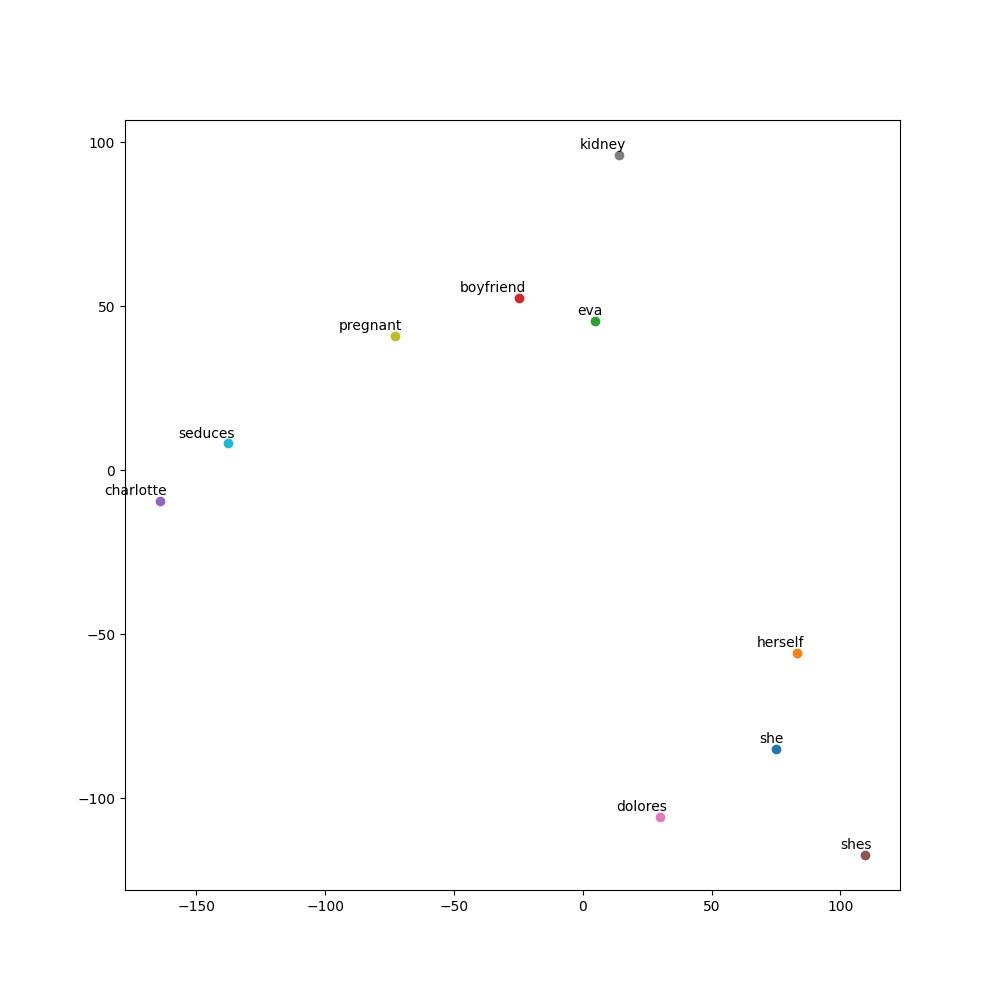 100
kidney
boyfriend
50
eva
pregnant
seduces
0
charlotte
−50
herself
she
−100
dolores
shes
−150
−100
−50
0
50
100